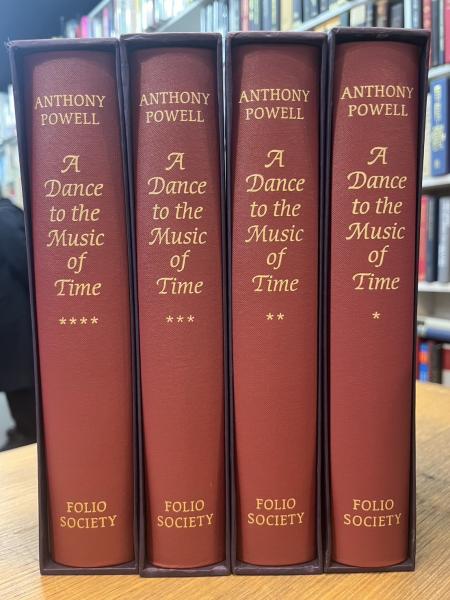 ANTHONY
POWELL
A
Dance
to the
Music
of
Time
****
FOLIO
SOCIETY
ANTHONY
POWELL
A
Dance
to the
Music
of
Time
***
FOLIO
SOCIETY
ANTHONY
POWELL
A
Dance
to the
Music
of
Time
**
FOLIO
SOCIETY
ANTHONY
POWELL
A
Dance
to the
Music
of
Time
*
FOLIO
SOCIETY